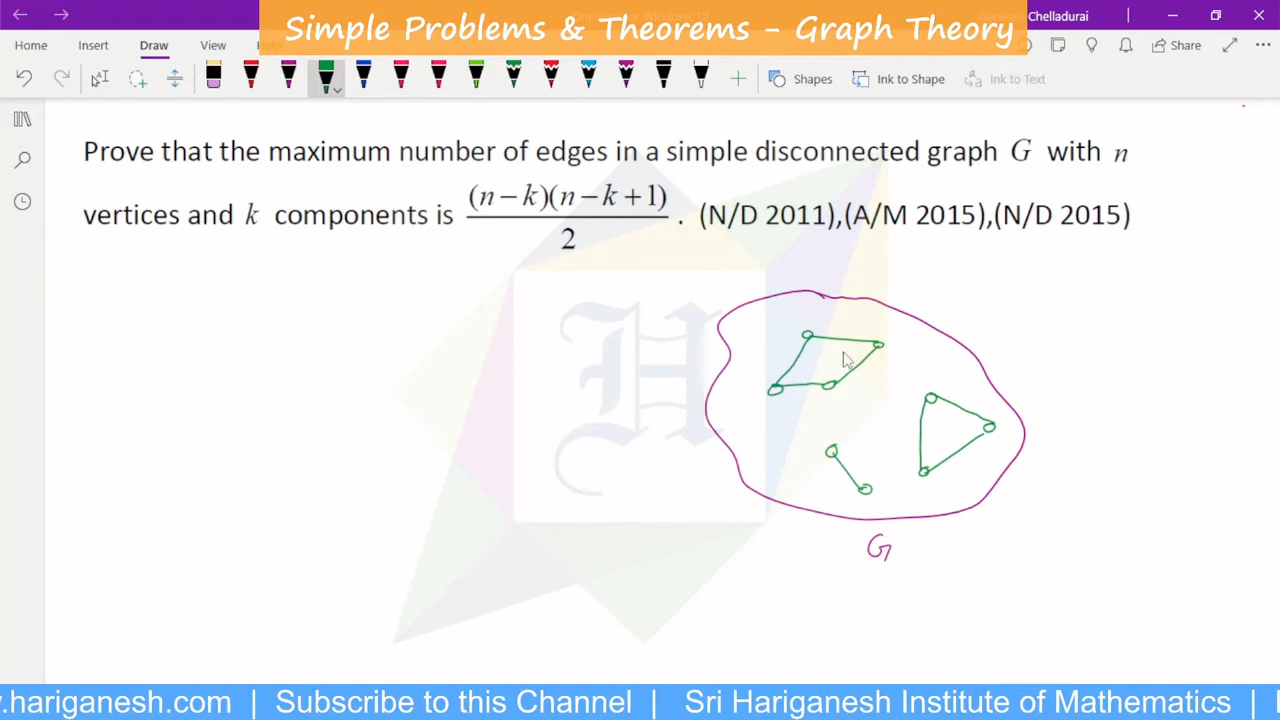 Simple Problems & Theorems - Graph Theory
Chelladurai
Home Insert Draw View
Share
Shapes Ink to Shape Ink to Text
Prove that the maximum number of edges in a simple disconnected graph G with n
vertices and k components is (n−k)(n−k+1)/2 . (N/D 2011),(A/M 2015),(N/D 2015)
H
G
.hariganesh.com | Subscribe to this Channel | Sri Hariganesh Institute of Mathematics |